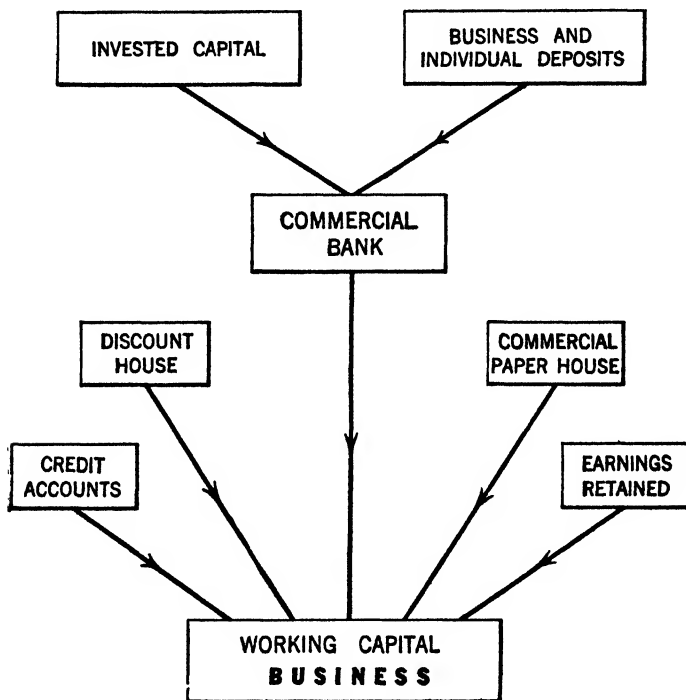 INVESTED CAPITAL
BUSINESS AND
INDIVIDUAL DEPOSITS
COMMERCIAL
BANK
DISCOUNT
HOUSE
COMMERCIAL
PAPER HOUSE
CREDIT
ACCOUNTS
EARNINGS
RETAINED
WORKING CAPITAL
BUSINESS